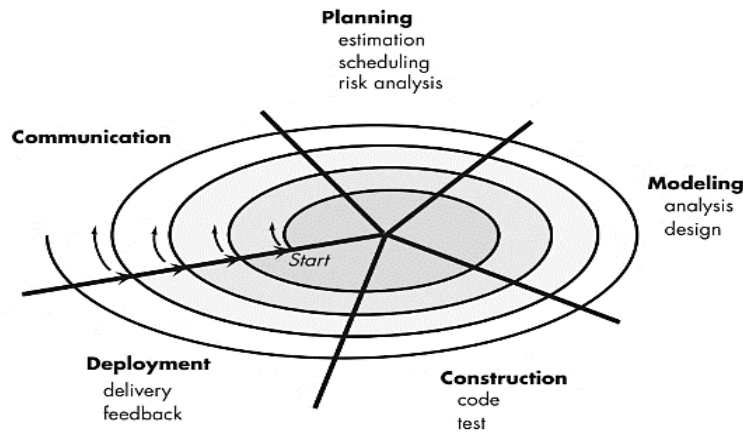 Planning
estimation
scheduling
risk analysis
Communication
Modeling
analysis
design
Start
Deployment
delivery
feedback
Construction
code
test